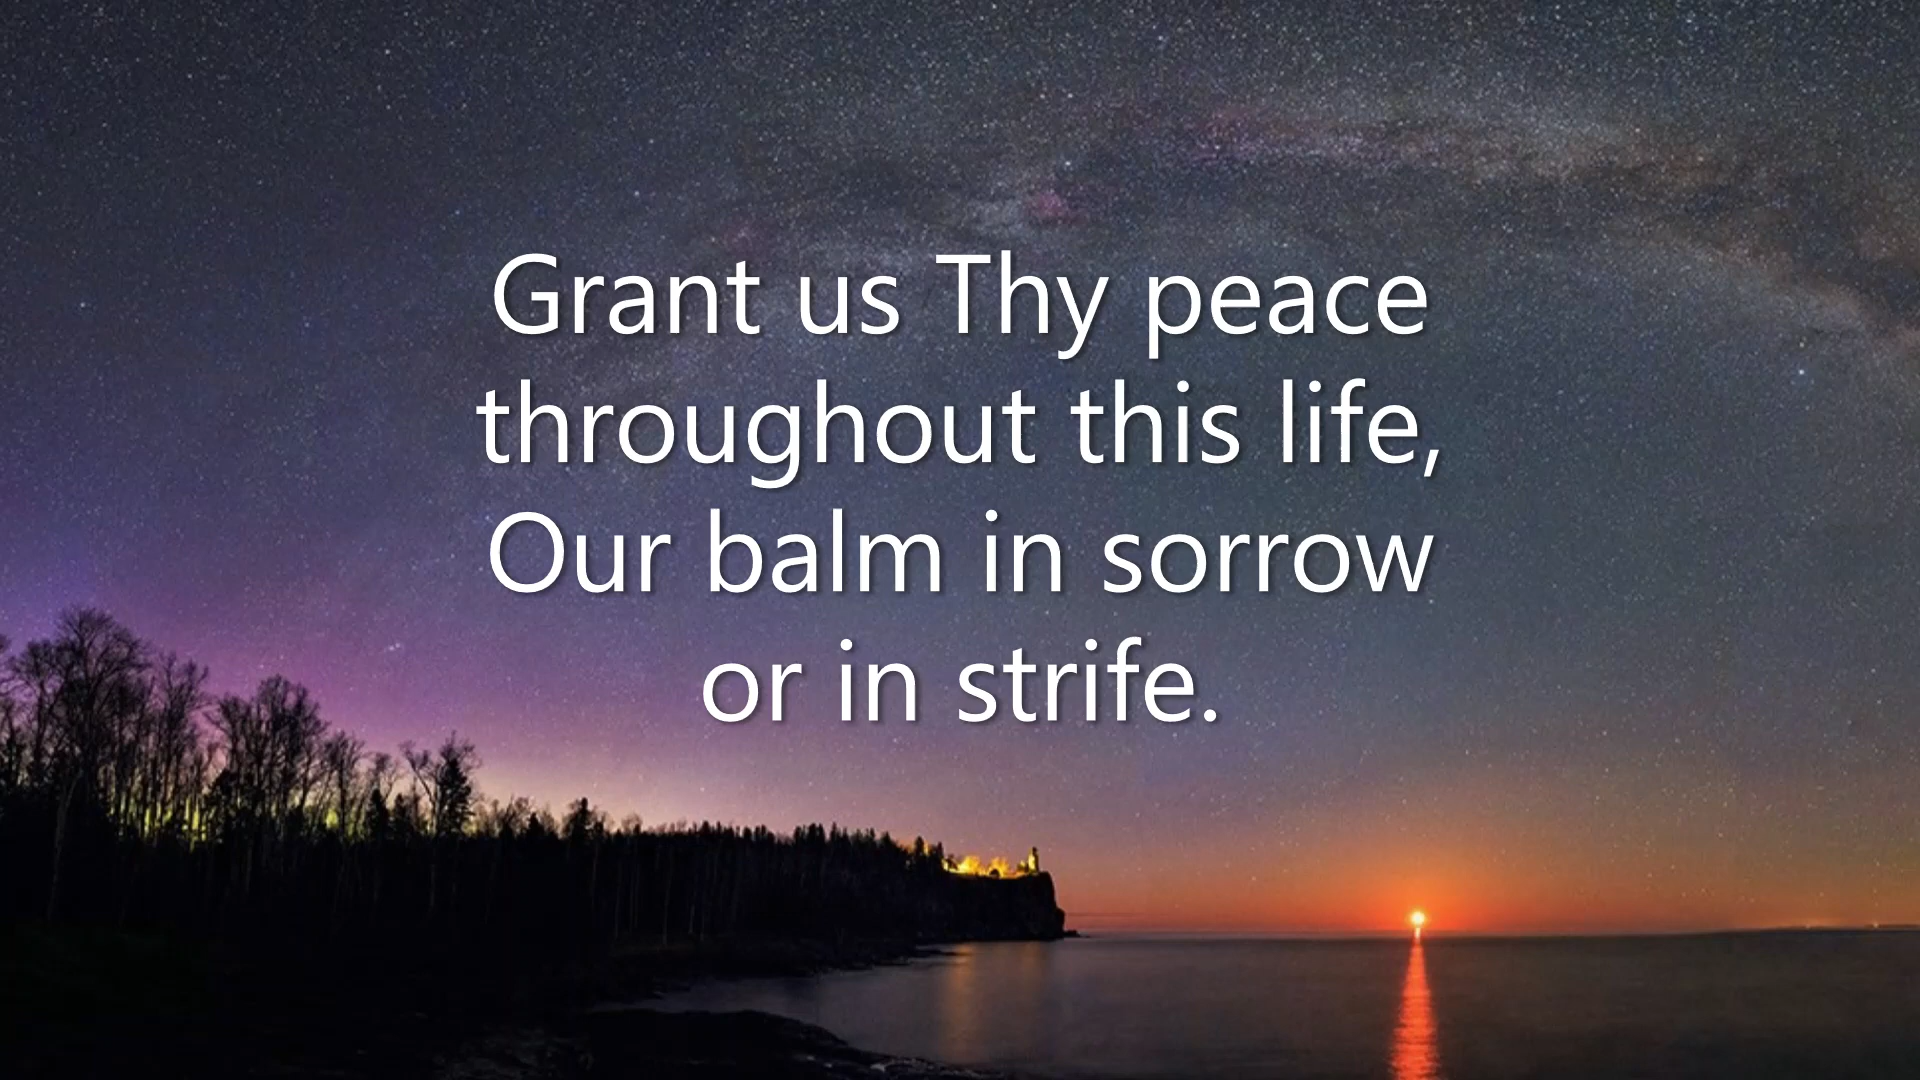 Grant us Thy peace
throughout this life,
Our balm in sorrow
or in strife.